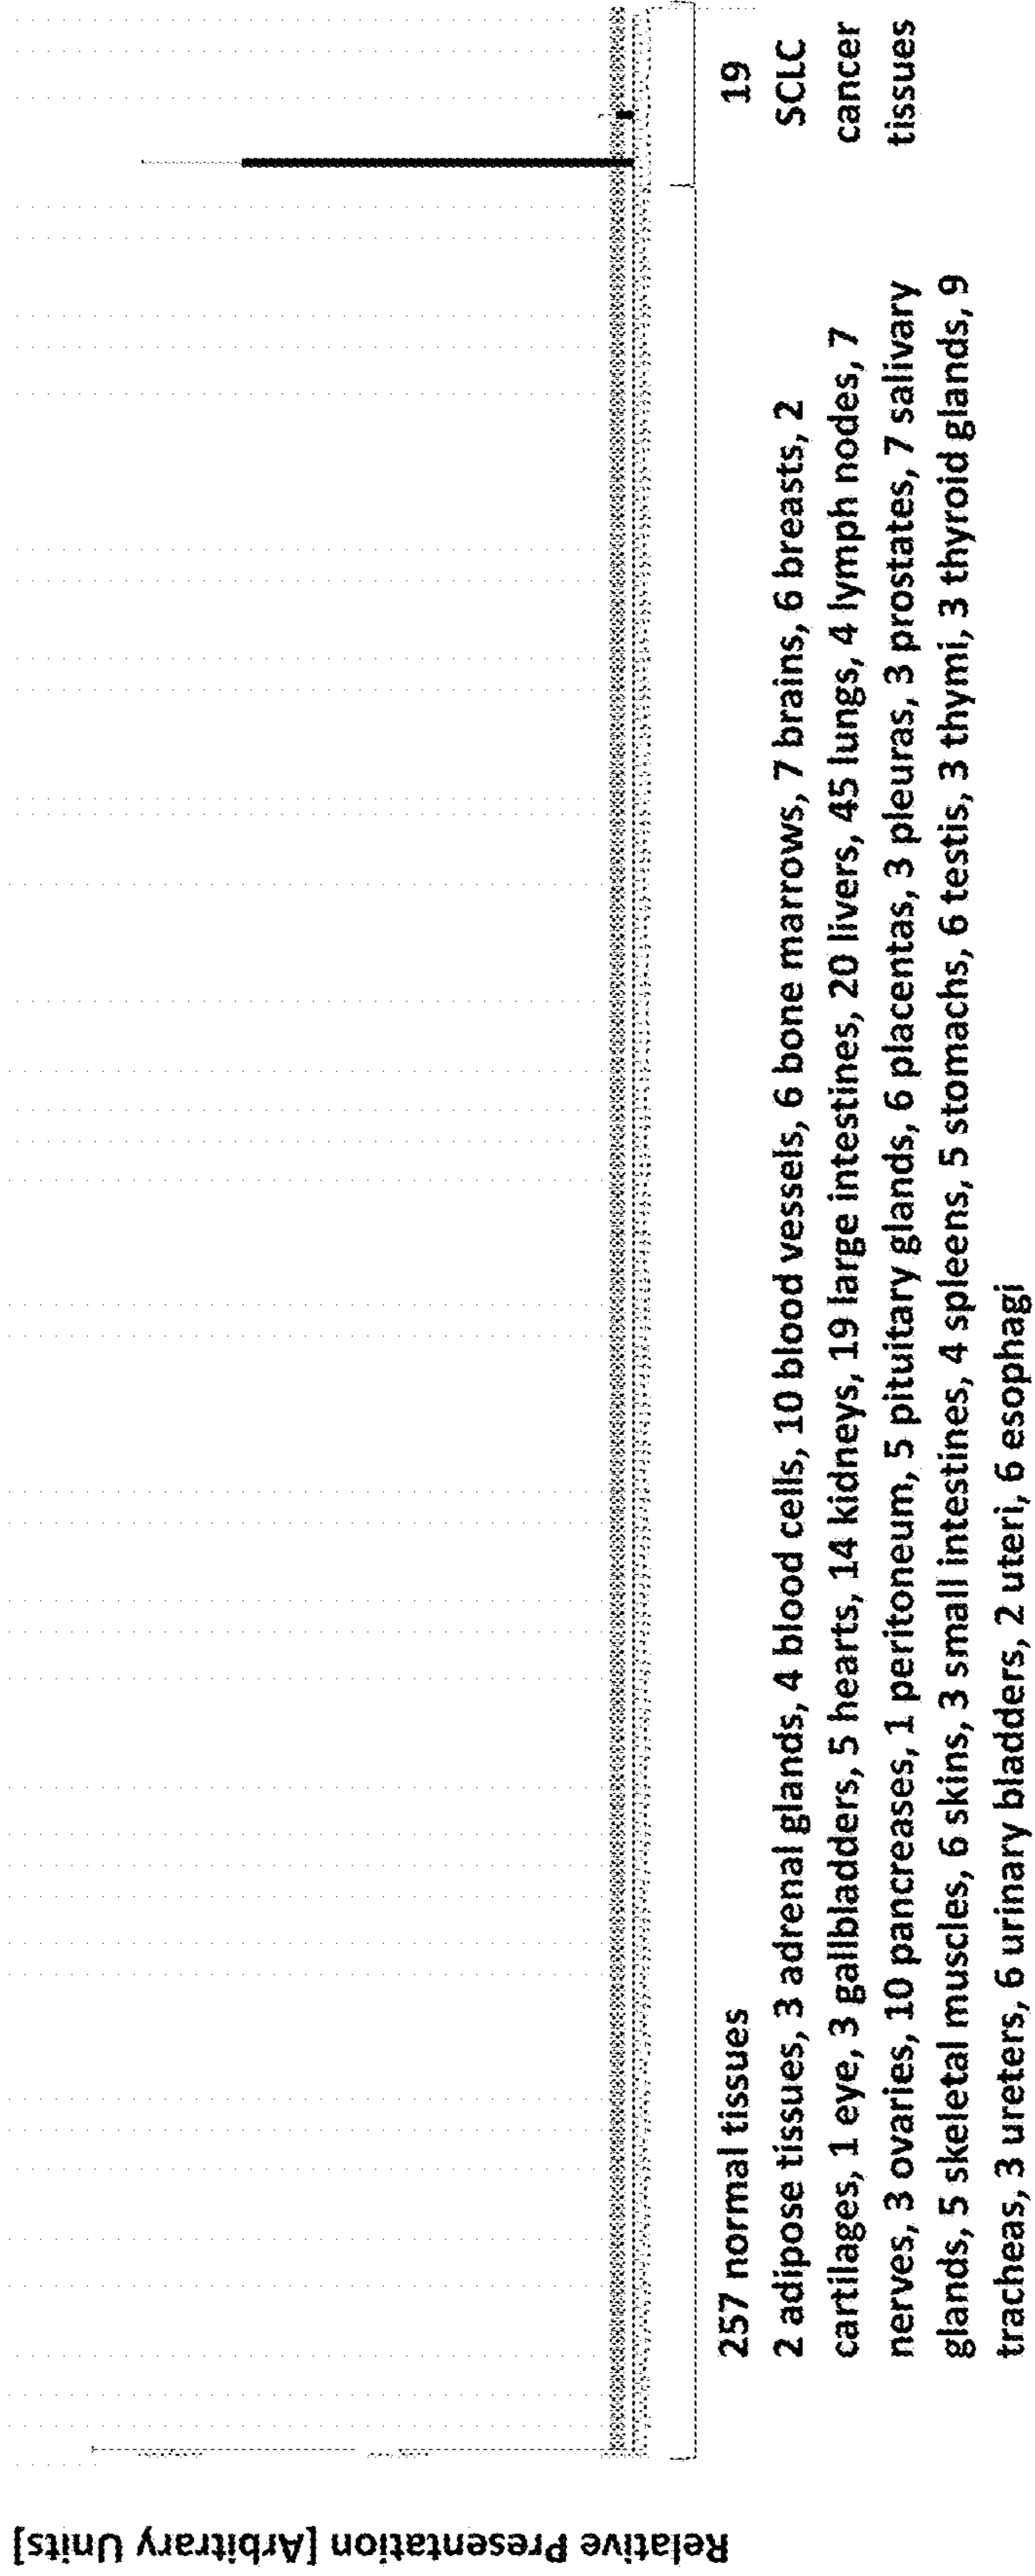 Relative Presentation [Arbitrary Units]
257 normal tissues
2 adipose tissues, 3 adrenal glands, 4 blood cells, 10 blood vessels, 6 bone marrows, 7 brains, 6 breasts, 2
cartilages, 1 eye, 3 gallbladders, 5 hearts, 14 kidneys, 19 large intestines, 20 livers, 45 lungs, 4 lymph nodes, 7
nerves, 3 ovaries, 10 pancreases, 1 peritoneum, 5 pituitary glands, 6 placentas, 3 pleuras, 3 prostates, 7 salivary
glands, 5 skeletal muscles, 6 skins, 3 small intestines, 4 spleens, 5 stomachs, 6 testis, 3 thymi, 3 thyroid glands, 9
tracheas, 3 ureters, 6 urinary bladders, 2 uteri, 6 esophagi
19
SCLC
cancer
tissues